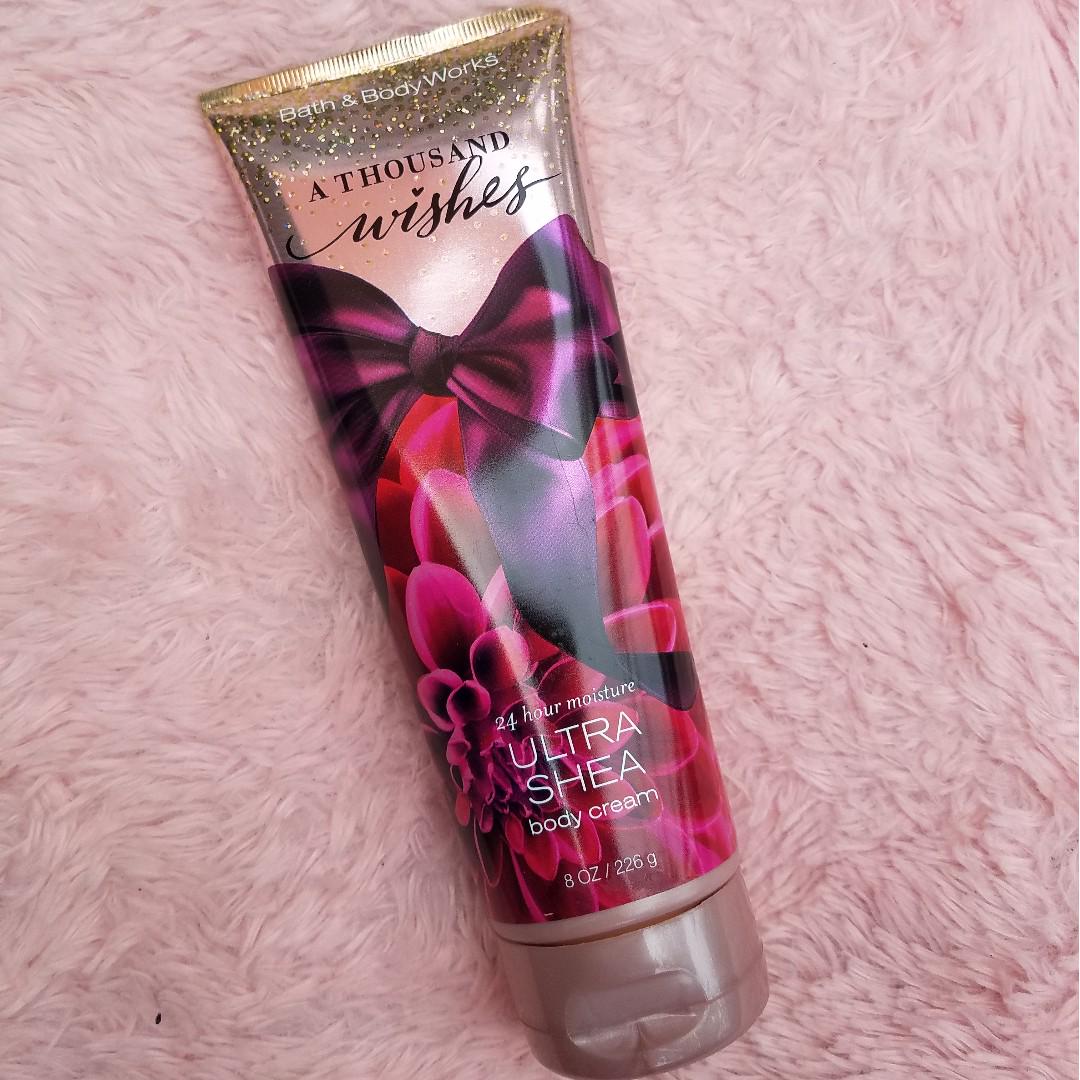 Bath & BodyWorks
A THOUSAND
wishes
24 hour moisture
ULTRA
SHEA
body cream
8 OZ / 226 g